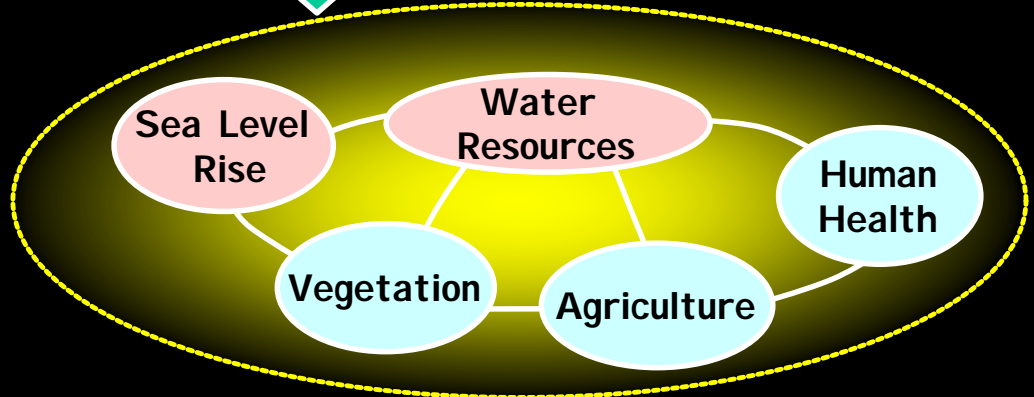 Sea Level
Rise
Water
Resources
Human
Health
Vegetation
Agriculture